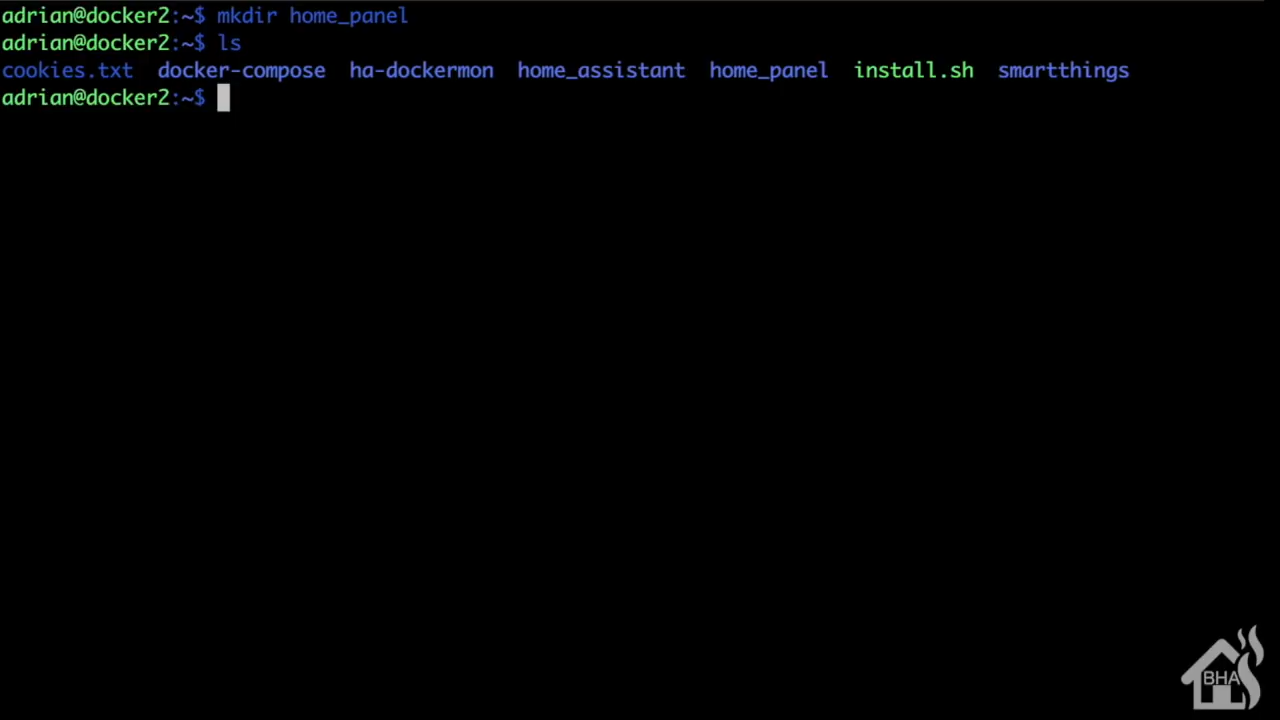 adrian@docker2:~$ mkdir home_panel
adrian@docker2:~$ ls
cookies.txt  docker-compose  ha-dockermon  home_assistant  home_panel  install.sh  smartthings
adrian@docker2:~$
BHA